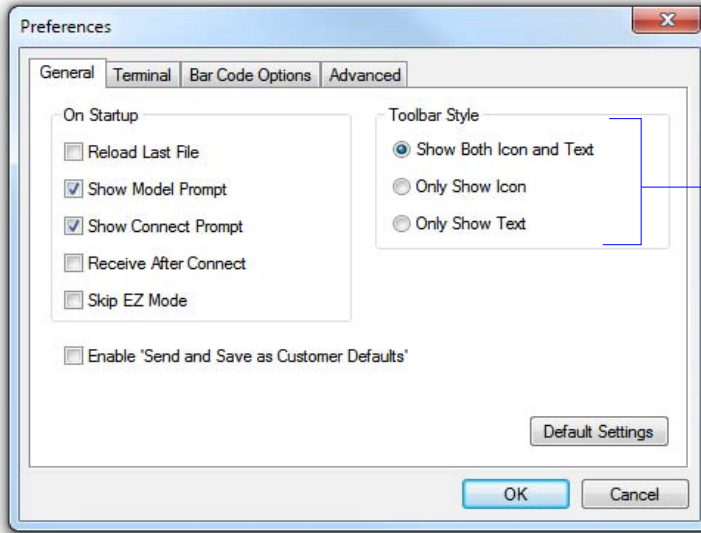 Preferences
General Terminal Bar Code Options Advanced
On Startup
Reload Last File
Show Model Prompt
Show Connect Prompt
Receive After Connect
Skip EZ Mode
Toolbar Style
Show Both Icon and Text
Only Show Icon
Only Show Text
Enable 'Send and Save as Customer Defaults'
Default Settings
OK Cancel